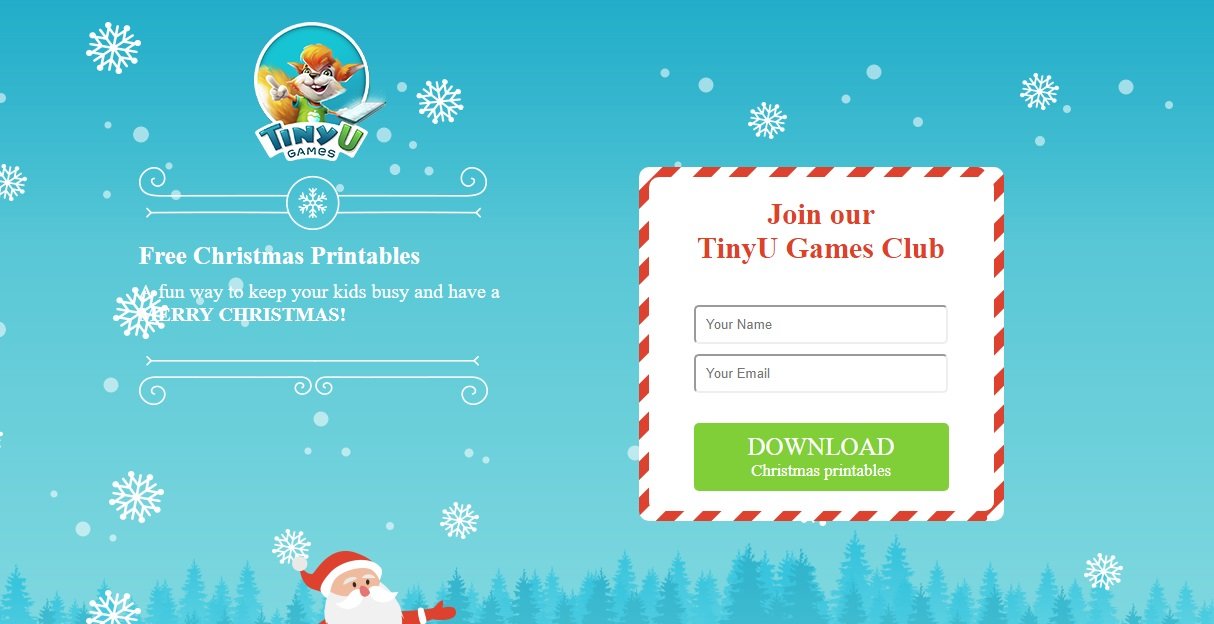 TinyU
GAMES
Free Christmas Printables
A fun way to keep your kids busy and have a
MERRY CHRISTMAS!
Join our
TinyU Games Club
Your Name
Your Email
DOWNLOAD
Christmas printables